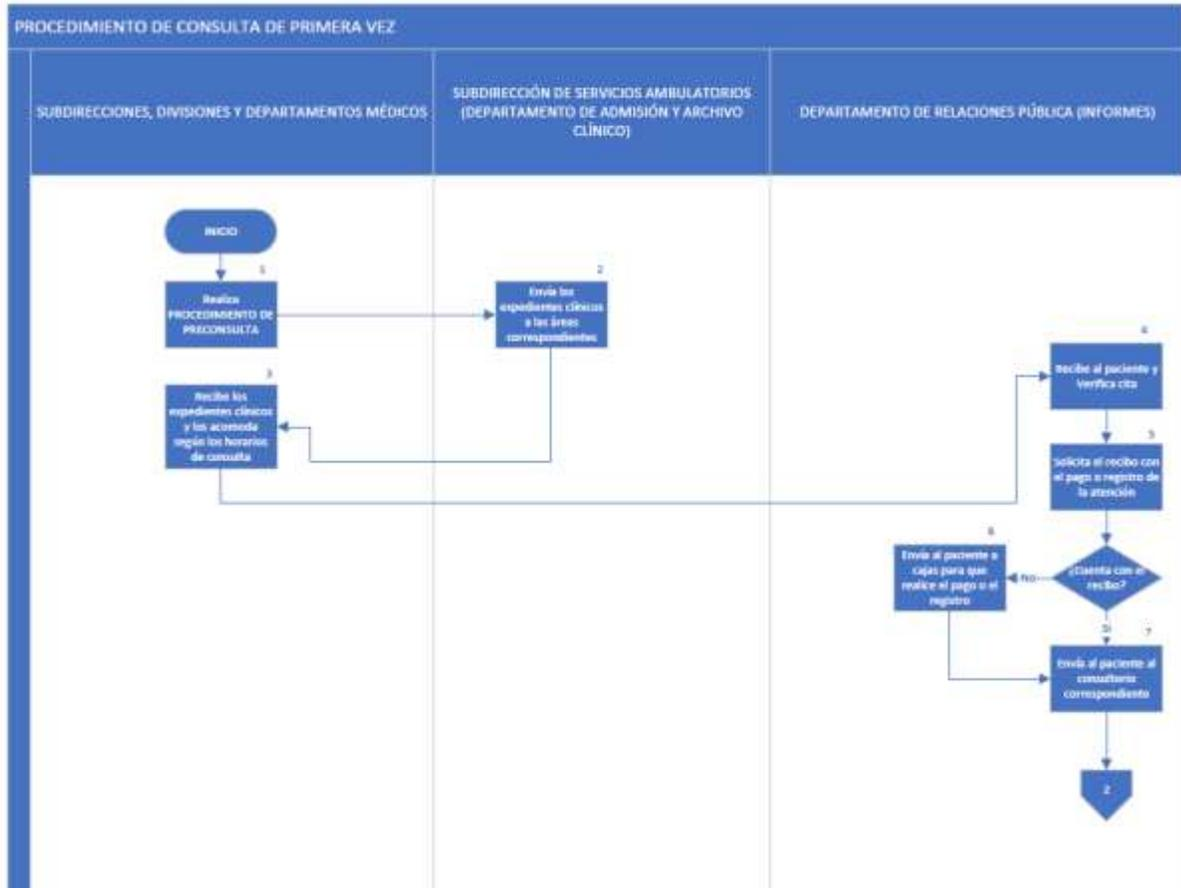 PROCEDIMIENTO DE CONSULTA DE PRIMERA VEZ
SUBDIRECCIONES, DIVISIONES Y DEPARTAMENTOS MÉDICOS
SUBDIRECCIÓN DE SERVICIOS AMBULATORIOS
(DEPARTAMENTO DE ADMISIÓN Y ARCHIVO
CLÍNICO)
DEPARTAMENTO DE RELACIONES PÚBLICA (INFORMES)
INICIO
1
Realiza
PROCEDIMIENTO DE
PRECONSULTA
2
Envía los
expedientes clínicos
a las áreas
correspondientes
3
Recibe los
expedientes clínicos
y los acomoda
según los horarios
de consulta
4
Recibe al paciente y
Verifica cita
5
Solicita el recibo con
el pago o registro de
la atención
¿Cuenta con el
recibo?
No
6
Envía al paciente a
cajas para que
realice el pago o el
registro
Si
7
Envía al paciente al
consultorio
correspondiente
2